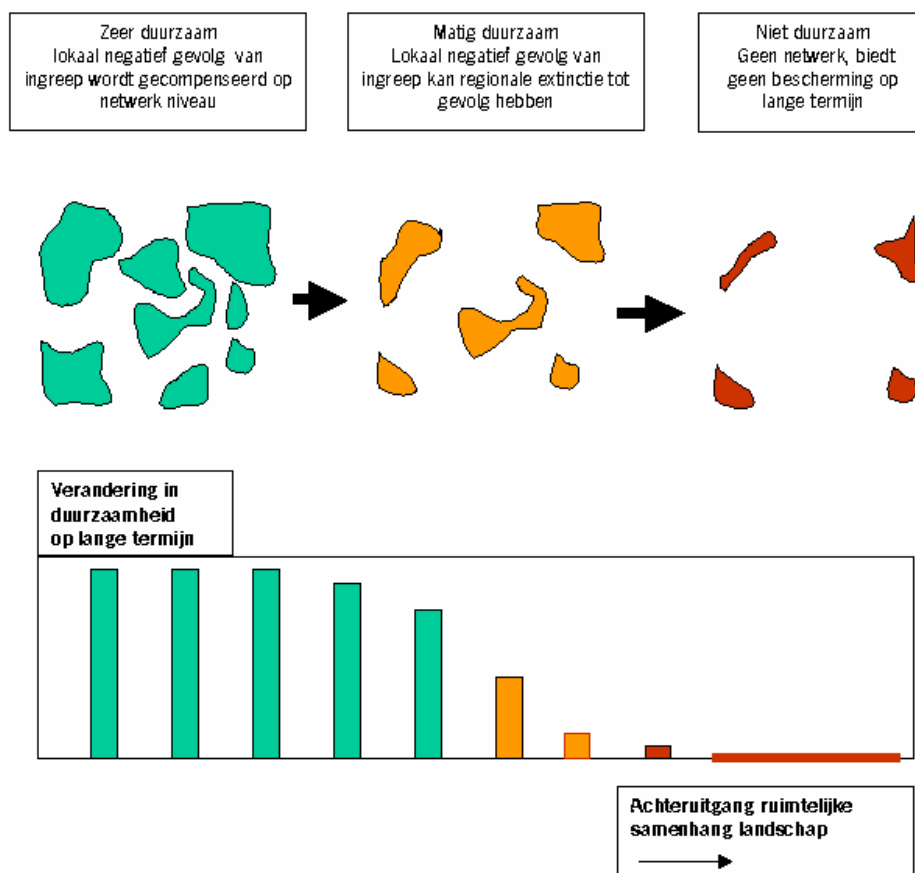 Zeer duurzaam
lokaal negatief gevolg van
ingreep wordt gecompenseerd op
netwerk niveau
Matig duurzaam
Lokaal negatief gevolg van
ingreep kan regionale extinctie tot
gevolg hebben
Niet duurzaam
Geen netwerk, biedt
geen bescherming op
lange termijn
Verandering in
duurzaamheid
op lange termijn
Achteruitgang ruimtelijke
samenhang landschap